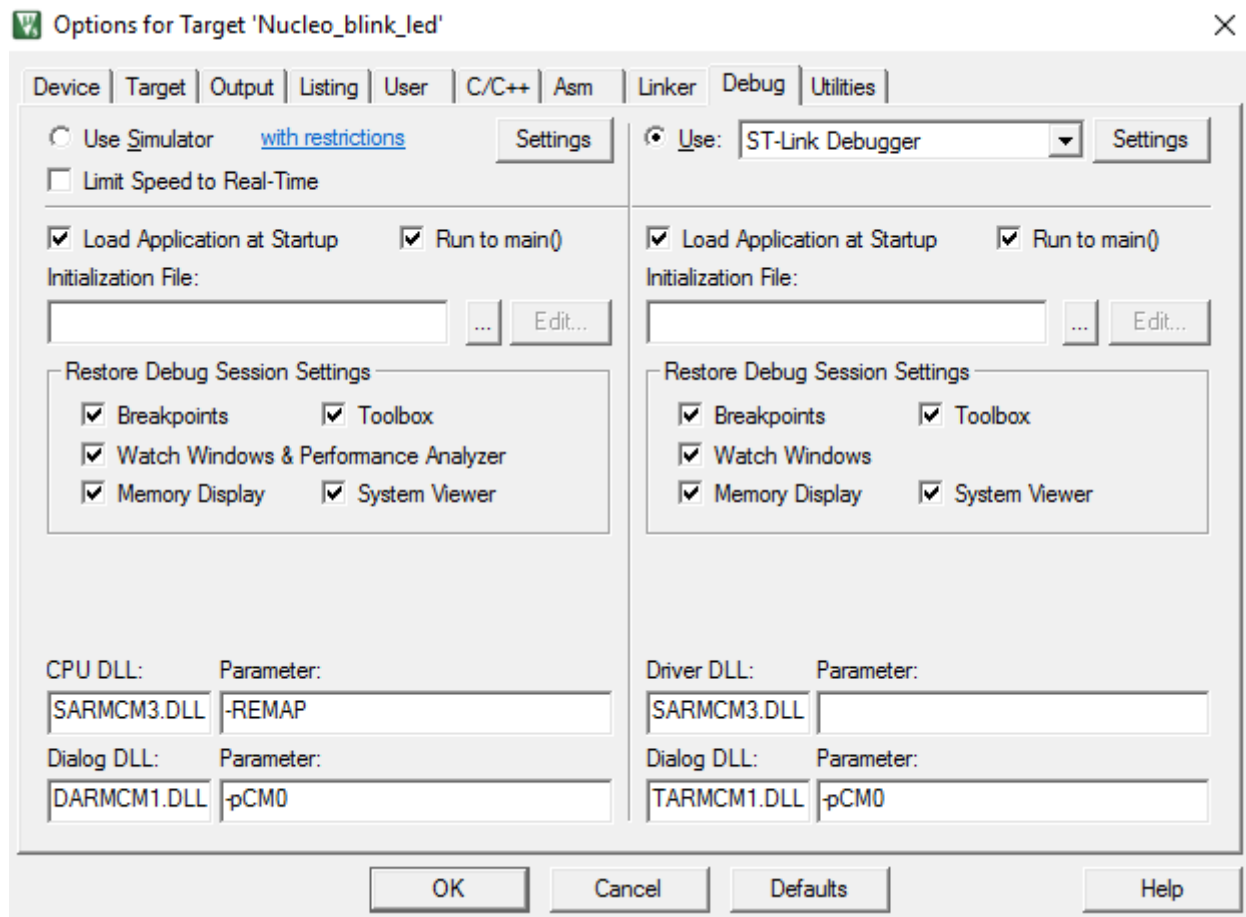 Options for Target 'Nucleo_blink_led'
Device Target Output Listing User C/C++ Asm Linker Debug Utilities
Use Simulator with restrictions Settings Use: ST-Link Debugger Settings
Limit Speed to Real-Time
Load Application at Startup Run to main() Load Application at Startup Run to main()
Initialization File: Initialization File:
... Edit... ... Edit...
Restore Debug Session Settings Restore Debug Session Settings
Breakpoints Toolbox Breakpoints Toolbox
Watch Windows & Performance Analyzer Watch Windows
Memory Display System Viewer Memory Display System Viewer
CPU DLL: Parameter: Driver DLL: Parameter:
SARMCM3.DLL -REMAP SARMCM3.DLL
Dialog DLL: Parameter: Dialog DLL: Parameter:
DARMCM1.DLL -pCM0 TARMCM1.DLL -pCM0
OK Cancel Defaults Help